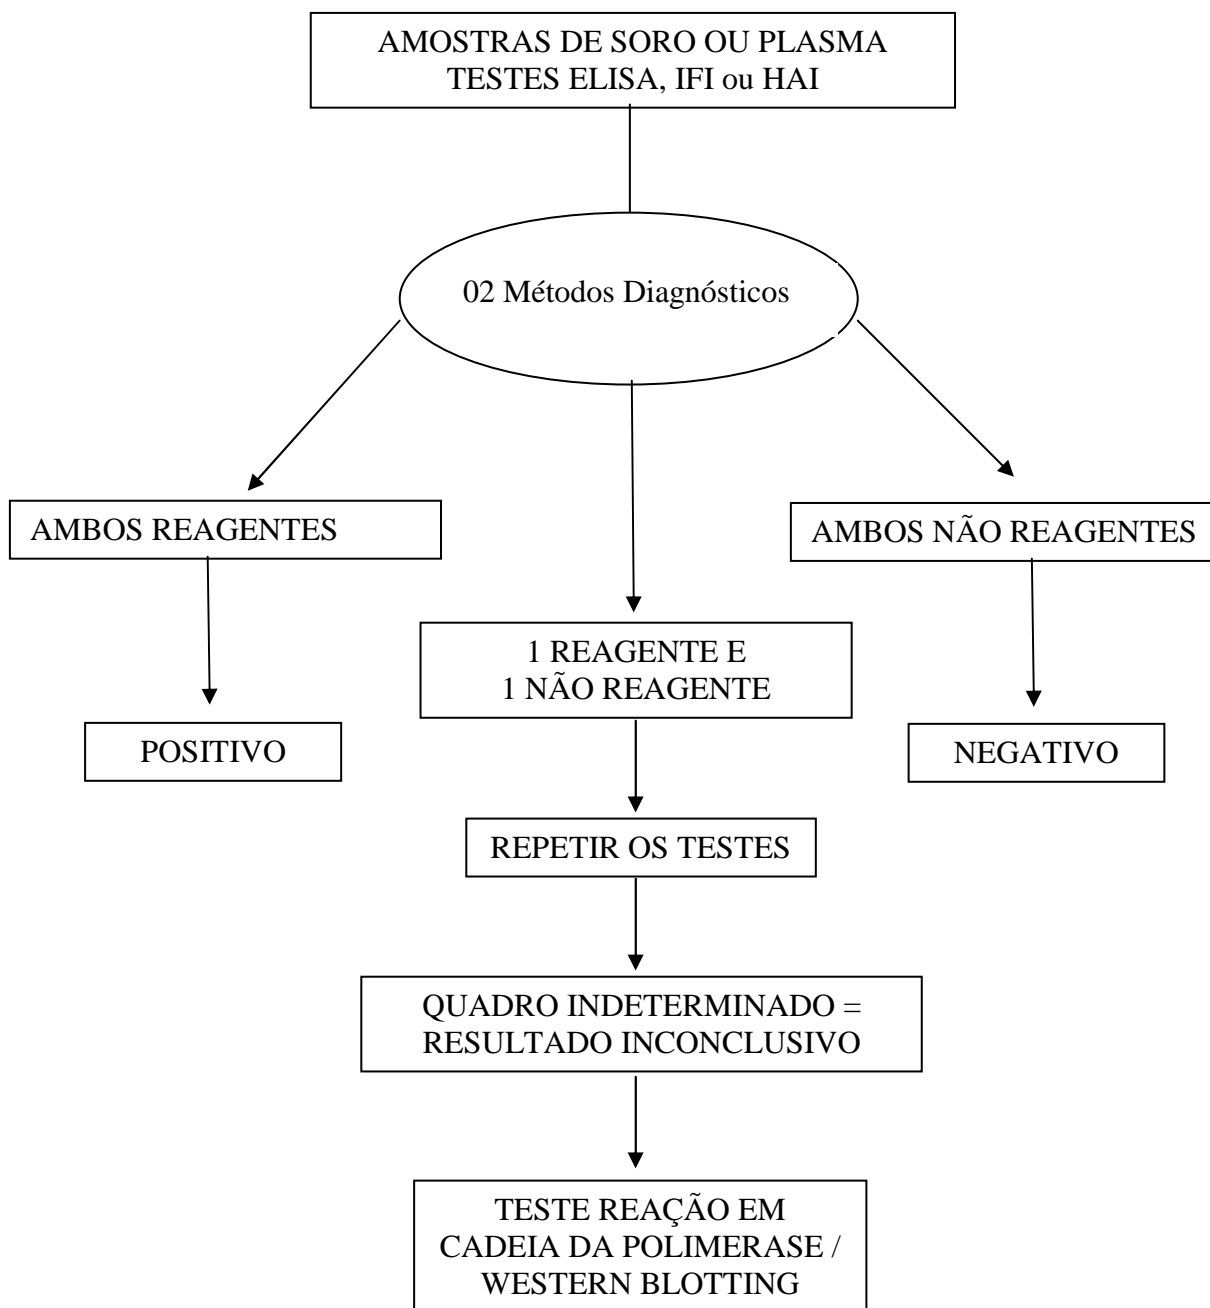 AMOSTRAS DE SORO OU PLASMA
TESTES ELISA, IFI ou HAI
02 Métodos Diagnósticos
AMBOS REAGENTES
AMBOS NÃO REAGENTES
1 REAGENTE E
1 NÃO REAGENTE
POSITIVO
NEGATIVO
REPETIR OS TESTES
QUADRO INDETERMINADO =
RESULTADO INCONCLUSIVO
TESTE REAÇÃO EM
CADEIA DA POLIMERASE /
WESTERN BLOTTING